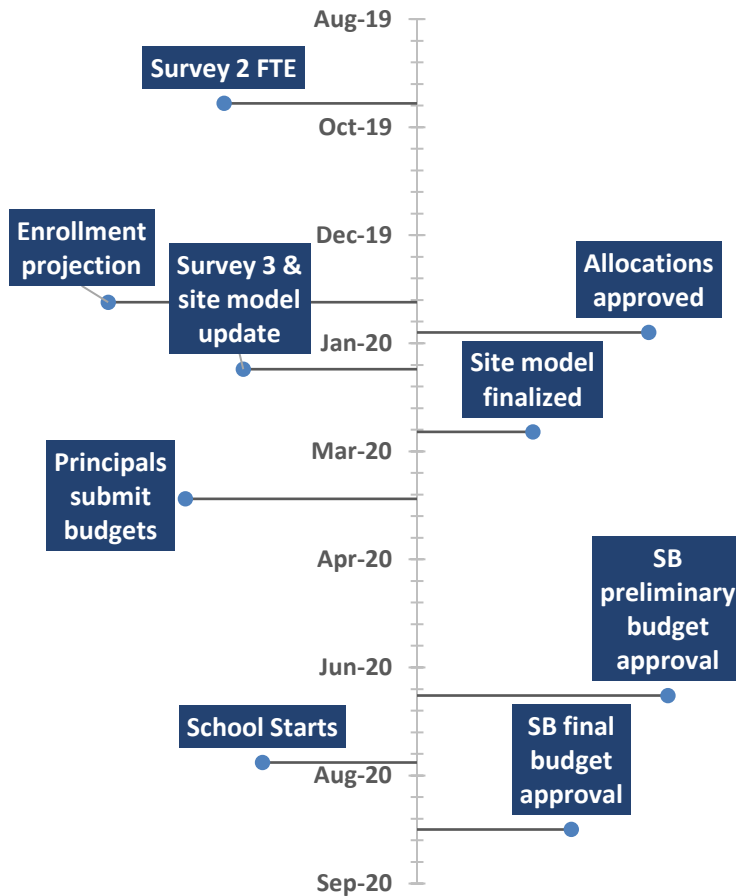 Aug-19
Survey 2 FTE
Oct-19
Dec-19
Enrollment
projection
Survey 3 &
site model
update
Allocations
approved
Jan-20
Site model
finalized
Mar-20
Principals
submit
budgets
Apr-20
SB
preliminary
budget
approval
Jun-20
School Starts
SB final
budget
approval
Aug-20
Sep-20